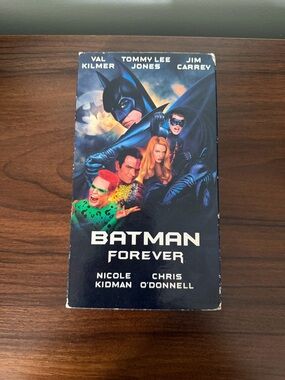 VAL TOMMY LEE JIM
KILMER JONES CARREY
BATMAN
FOREVER
NICOLE CHRIS
KIDMAN O'DONNELL